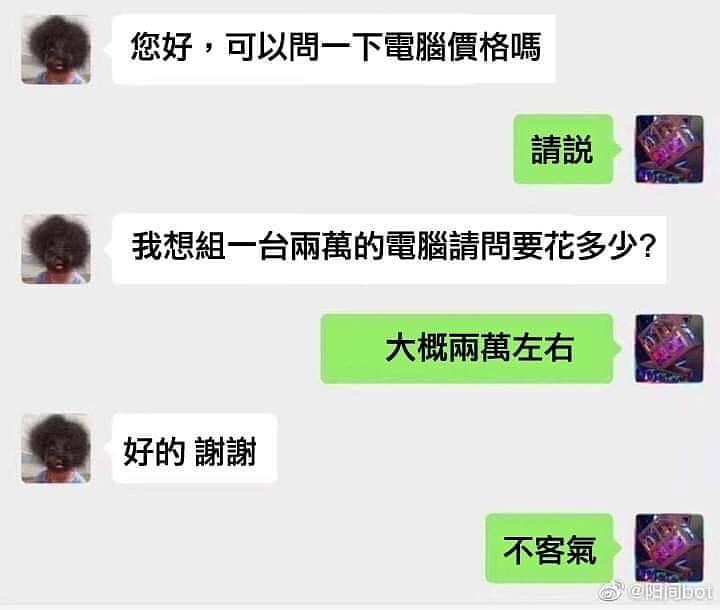 您好，可以問一下電腦價格嗎
請説
我想組一台兩萬的電腦請問要花多少?
大概兩萬左右
好的 謝謝
不客氣
@阳间bot